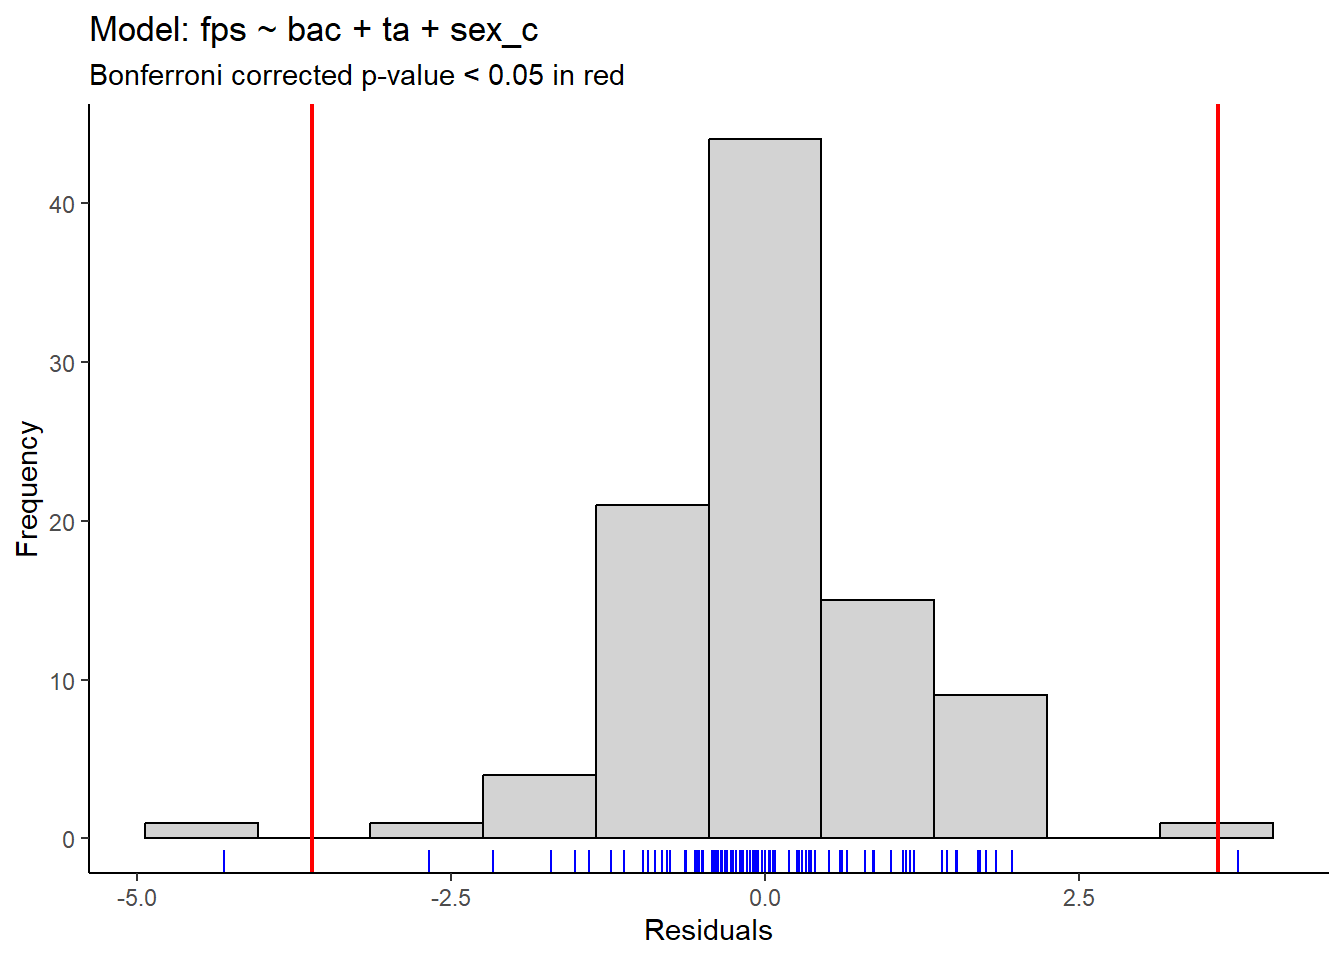 Model: fps ~ bac + ta + sex_c
Bonferroni corrected p-value < 0.05 in red
Frequency
40
30
20
10
0
-5.0 -2.5 0.0 2.5
Residuals